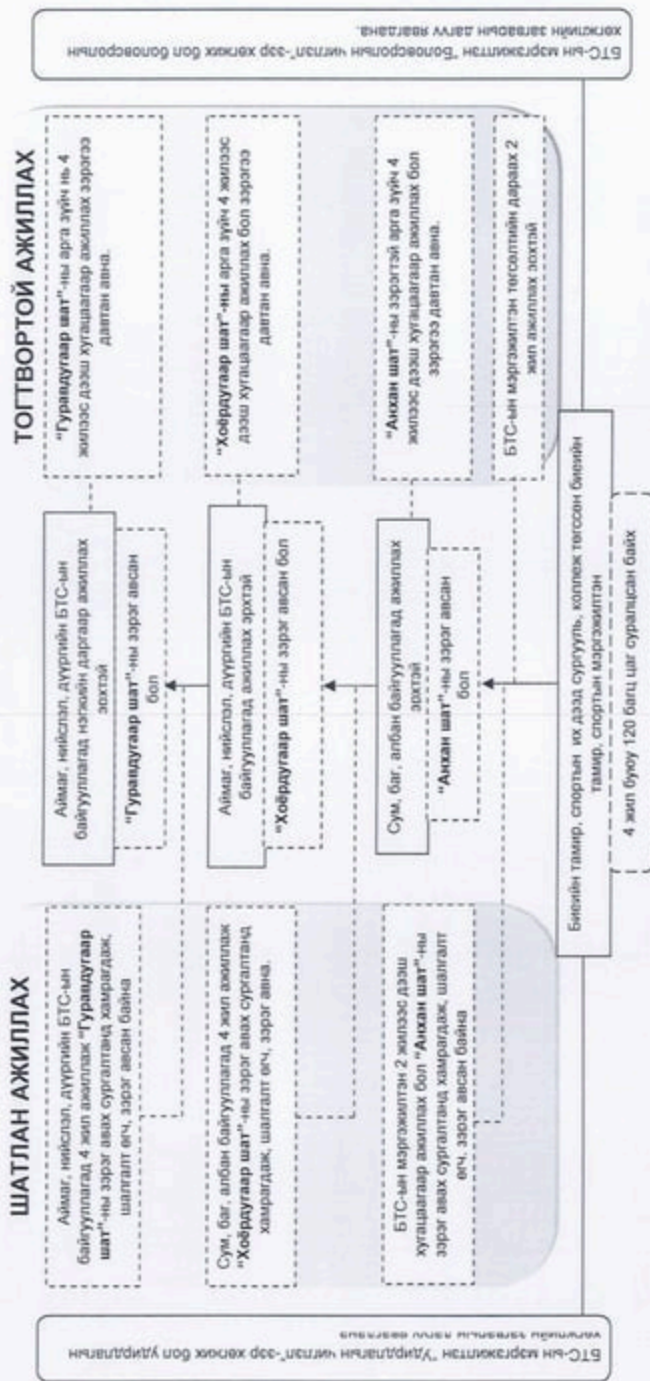 ШАТЛАН АЖИЛЛАХ
ТОГТВОРТОЙ АЖИЛЛАХ
БТС-ын мэргэжилтэн "Удирдлагын чиглэл"-ээр хөгжих бол удирдлагын
хөгжлийн загварын дагуу явагдана
Аймаг, нийслэл, дүүргийн БТС-ын
байгууллагад 4 жил ажиллаж "Гуравдугаар
шат"-ны зэрэг авах сургалтанд хамрагдаж,
шалгалт өгч, зэрэг авсан байна
Аймаг, нийслэл, дүүргийн БТС-ын
байгууллагад нэгжийн даргаар ажиллах
эрхтэй
"Гуравдугаар шат"-ны зэрэг авсан
бол
"Гуравдугаар шат"-ны арга зүйч нь 4
жилээс дээш хугацаагаар ажиллах зэрэгээ
давтан авна.
Сум, баг, албан байгууллагад 4 жил ажиллаж
"Хоёрдугаар шат"-ны зэрэг авах сургалтанд
хамрагдаж, шалгалт өгч, зэрэг авна.
Аймаг, нийслэл, дүүргийн БТС-ын
байгууллагад ажиллах эрхтэй
"Хоёрдугаар шат"-ны зэрэг авсан бол
"Хоёрдугаар шат"-ны арга зүйч 4 жилээс
дээш хугацаагаар ажиллах бол зэрэгээ
давтан авна.
БТС-ын мэргэжилтэн 2 жилээс дээш
хугацаагаар ажиллах бол "Анхан шат"-ны
зэрэг авах сургалтанд хамрагдаж, шалгалт
өгч, зэрэг авсан байна
Сум, баг, албан байгууллагад ажиллах
эрхтэй
"Анхан шат"-ны зэрэг авсан
бол
"Анхан шат"-ны зэрэгтэй арга зүйч 4
жилээс дээш хугацаагаар ажиллах бол
зэрэгээ давтан авна.
БТС-ын мэргэжилтэн төгсөлтийн дараах 2
жил ажиллах эрхтэй
Биеийн тамир, спортын их дээд сургууль, коллеж төгссөн биеийн
тамир, спортын мэргэжилтэн
4 жил буюу 120 багц цаг суралцсан байх
БТС-ын мэргэжилтэн "Боловсролын чиглэл"-ээр хөгжих бол боловсролын
хөгжлийн загварын дагуу явагдана.